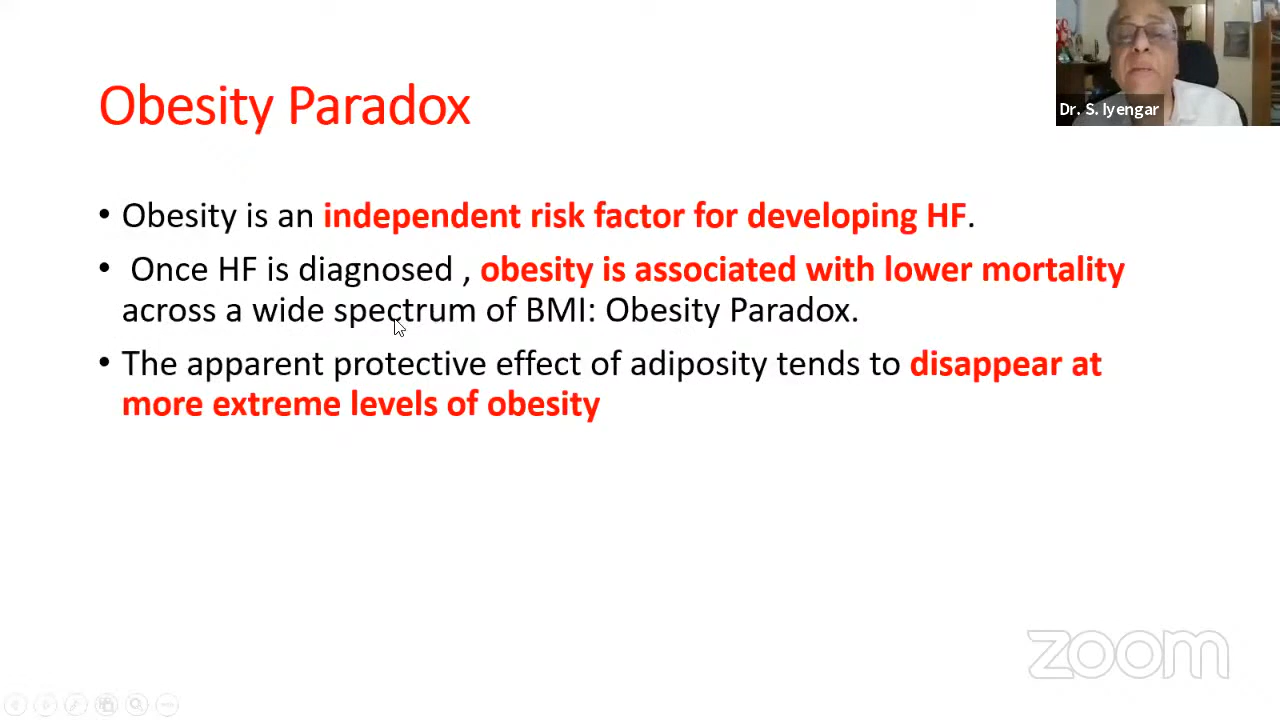 Obesity Paradox
Dr. S. Iyengar
• Obesity is an independent risk factor for developing HF.
• Once HF is diagnosed , obesity is associated with lower mortality
across a wide spectrum of BMI: Obesity Paradox.
• The apparent protective effect of adiposity tends to disappear at
more extreme levels of obesity
zoom